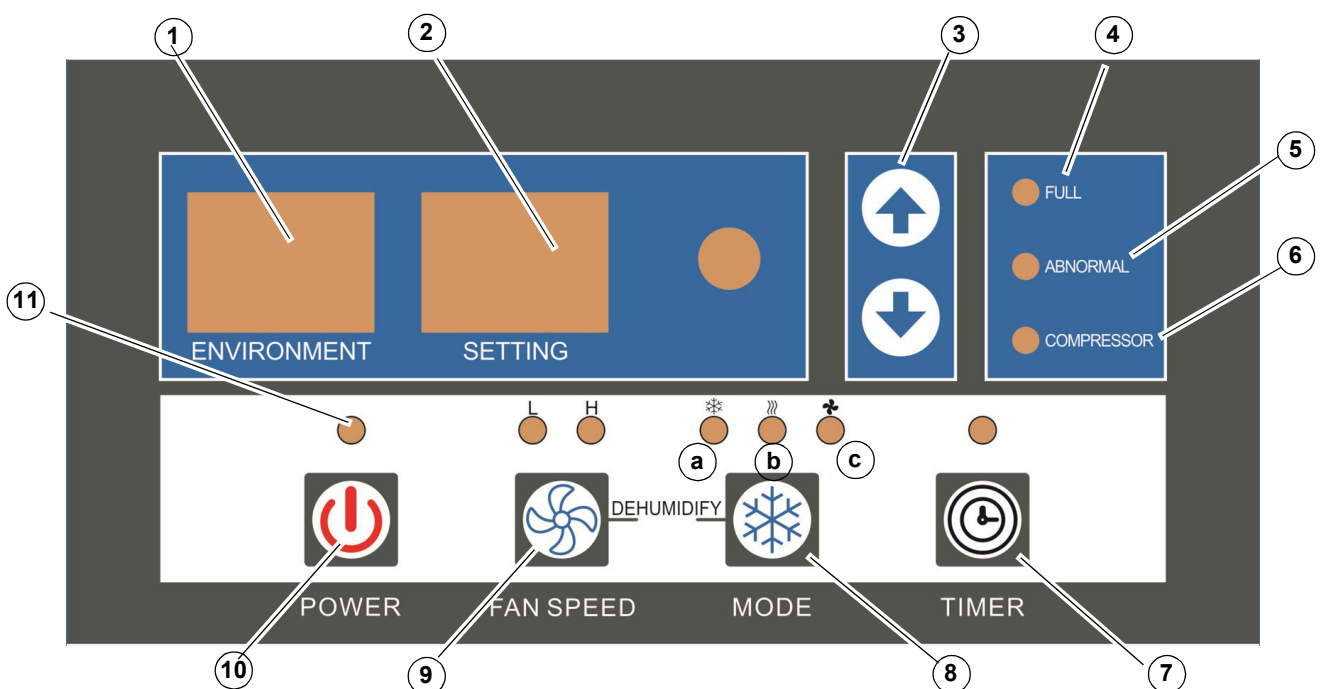 1
2
3
4
5
6
11
FULL
ABNORMAL
COMPRESSOR
ENVIRONMENT
SETTING
L
H
a
b
c
DEHUMIDIFY
POWER
FAN SPEED
MODE
TIMER
10
9
8
7